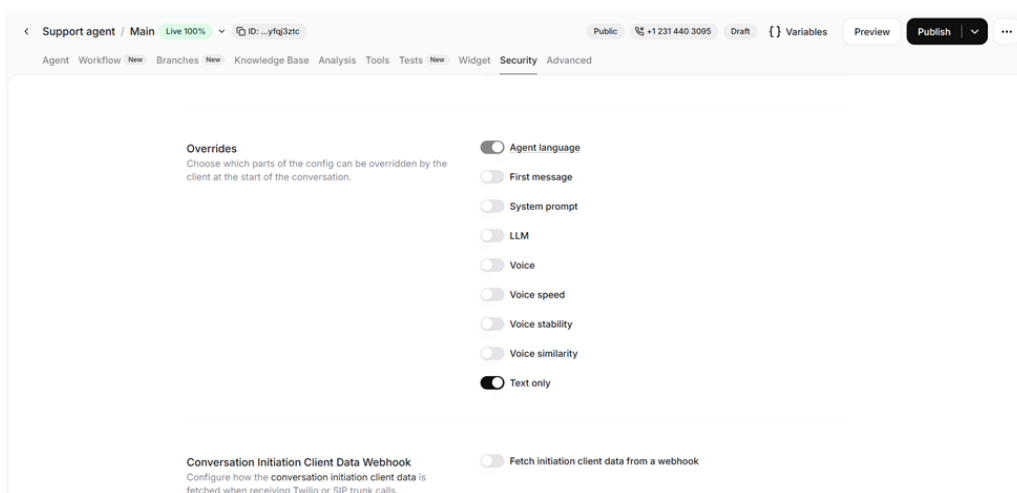 Support agent / Main Live 100% ID: ...yfqj3ztc Public +1 231 440 3095 Draft { } Variables Preview Publish
Agent Workflow New Branches New Knowledge Base Analysis Tools Tests New Widget Security Advanced
Overrides
Choose which parts of the config can be overridden by the
client at the start of the conversation.
Agent language
First message
System prompt
LLM
Voice
Voice speed
Voice stability
Voice similarity
Text only
Conversation Initiation Client Data Webhook
Configure how the conversation initiation client data is
fetched when receiving Twilio or SIP trunk calls.
Fetch initiation client data from a webhook